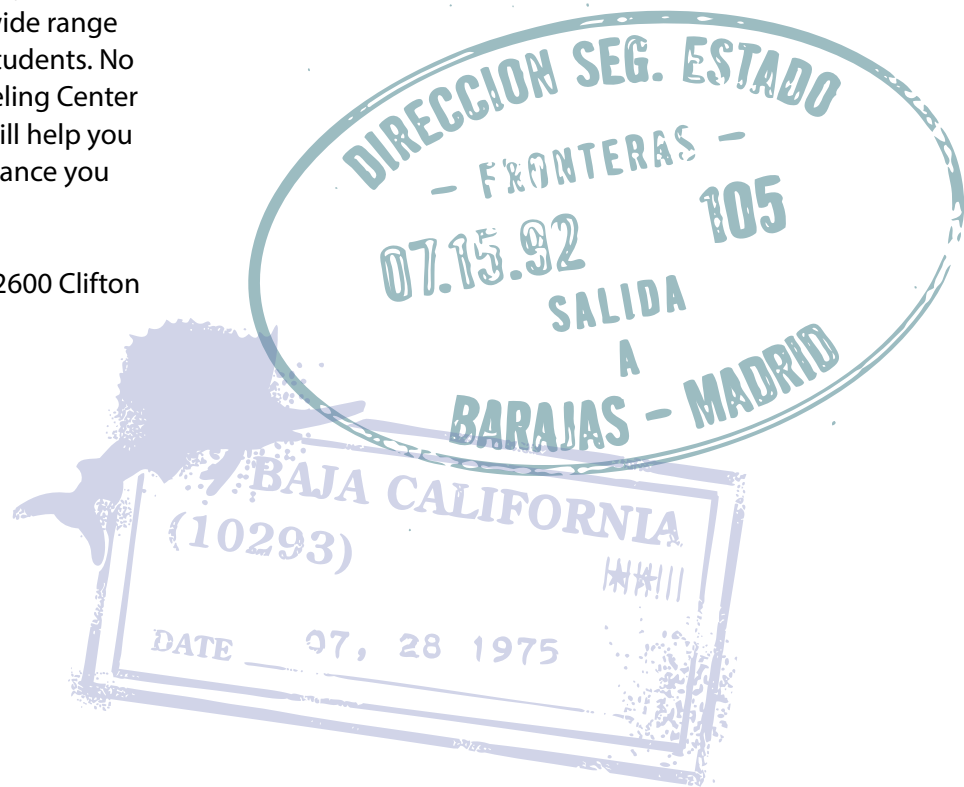 vide range
tudents. No
eling Center
ill help you
ance you
2600 Clifton
DIRECCION SEG. ESTADO
- FRONTERAS -
07.15.92 105
SALIDA
A
BARAJAS - MADRID
BAJA CALIFORNIA
(10293)
DATE 07, 28 1975